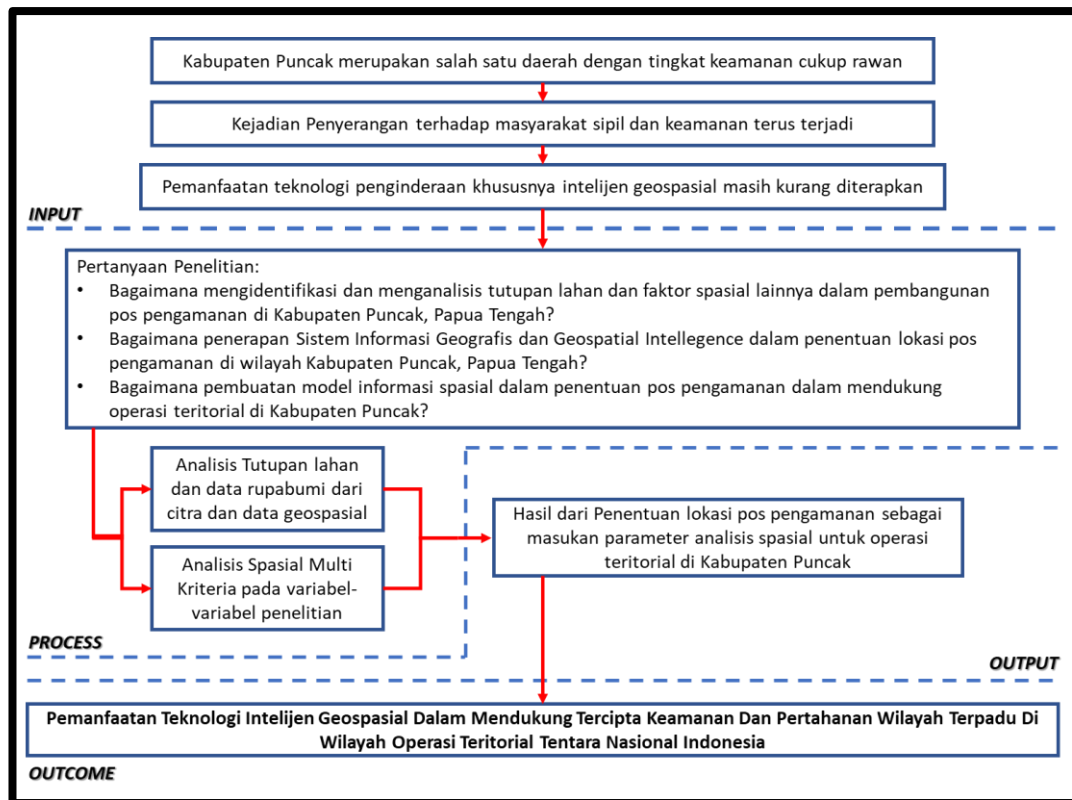 Kabupaten Puncak merupakan salah satu daerah dengan tingkat keamanan cukup rawan
Kejadian Penyerangan terhadap masyarakat sipil dan keamanan terus terjadi
Pemanfaatan teknologi penginderaan khususnya intelijen geospasial masih kurang diterapkan
INPUT
Pertanyaan Penelitian:
• Bagaimana mengidentifikasi dan menganalisis tutupan lahan dan faktor spasial lainnya dalam pembangunan
pos pengamanan di Kabupaten Puncak, Papua Tengah?
• Bagaimana penerapan Sistem Informasi Geografis dan Geospatial Intellegence dalam penentuan lokasi pos
pengamanan di wilayah Kabupaten Puncak, Papua Tengah?
• Bagaimana pembuatan model informasi spasial dalam penentuan pos pengamanan dalam mendukung
operasi teritorial di Kabupaten Puncak?
Analisis Tutupan lahan
dan data rupabumi dari
citra dan data geospasial
Analisis Spasial Multi
Kriteria pada variabel-
variabel penelitian
Hasil dari Penentuan lokasi pos pengamanan sebagai
masukan parameter analisis spasial untuk operasi
teritorial di Kabupaten Puncak
PROCESS
OUTPUT
Pemanfaatan Teknologi Intelijen Geospasial Dalam Mendukung Tercipta Keamanan Dan Pertahanan Wilayah Terpadu Di
Wilayah Operasi Teritorial Tentara Nasional Indonesia
OUTCOME